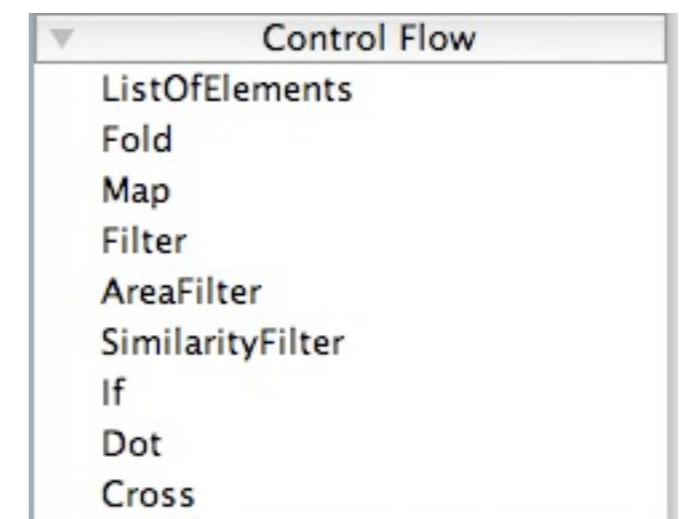 Control Flow
ListOfElements
Fold
Map
Filter
AreaFilter
SimilarityFilter
If
Dot
Cross